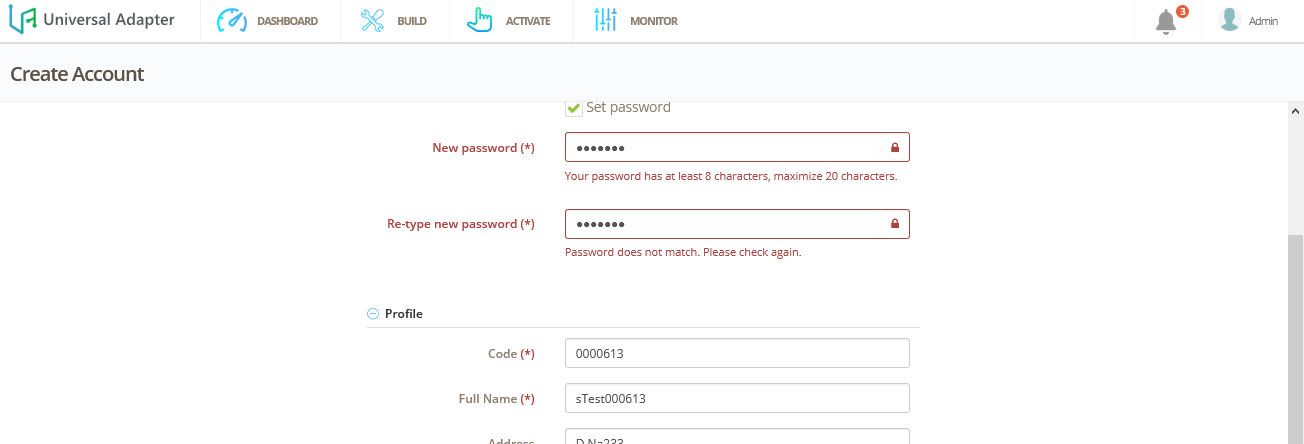 Universal Adapter DASHBOARD BUILD ACTIVATE MONITOR 3 Admin
Create Account
Set password
New password (*) •••••••
Your password has at least 8 characters, maximize 20 characters.
Re-type new password (*) •••••••
Password does not match. Please check again.
Profile
Code (*) 0000613
Full Name (*) sTest000613
Address D Na233